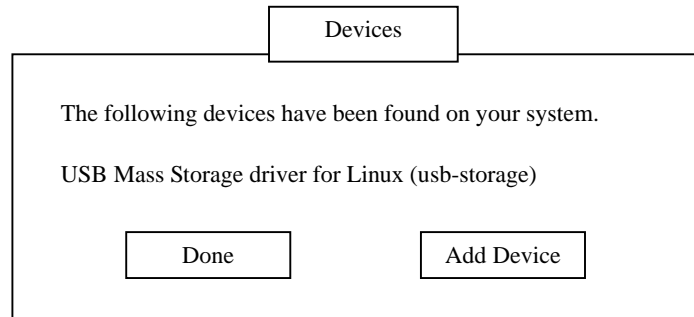 Devices
The following devices have been found on your system.
USB Mass Storage driver for Linux (usb-storage)
Done
Add Device